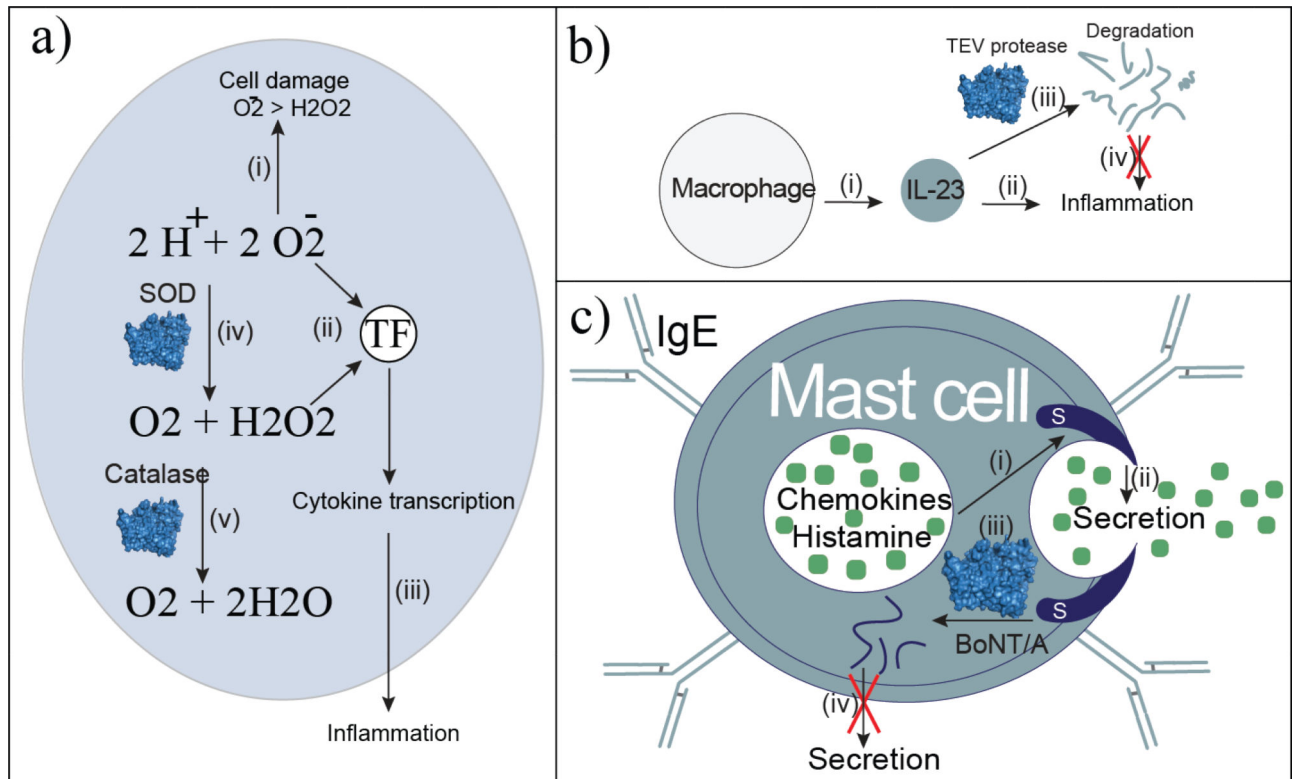 a)
Cell damage
O2̄ > H2O2
(i)
2 H+ + 2 O2̄
SOD
(iv)
(ii)
TF
O2 + H2O2
Catalase
(v)
Cytokine transcription
O2 + 2H2O
(iii)
Inflammation
b)
TEV protease
Degradation
(iii)
Macrophage
(i)
IL-23
(ii)
(iv)
Inflammation
c)
IgE
Mast cell
S
(i)
(ii)
Chemokines
Histamine
Secretion
(iii)
S
BoNT/A
(iv)
Secretion